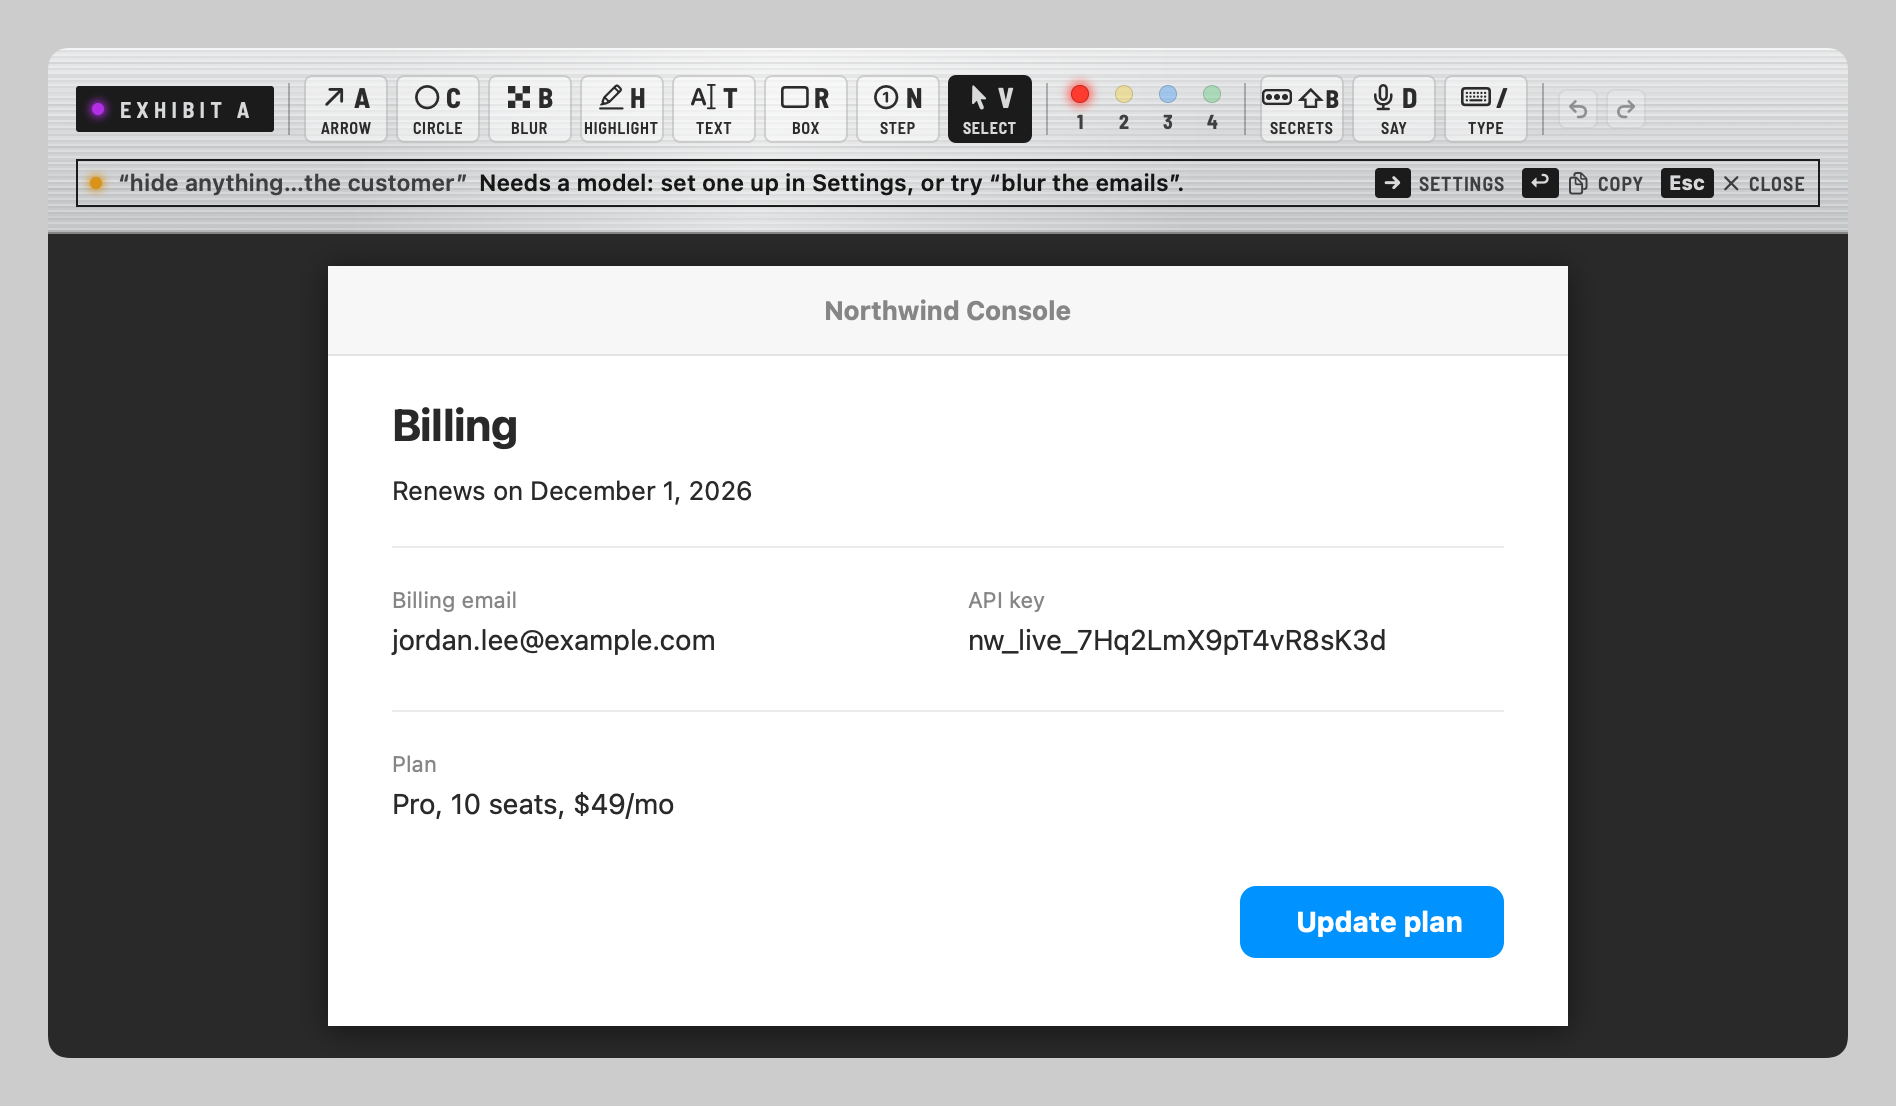 EXHIBIT A
A ARROW
C CIRCLE
B BLUR
H HIGHLIGHT
T TEXT
R BOX
1 N STEP
V SELECT
1 2 3 4
B SECRETS
D SAY
/ TYPE
“hide anything…the customer” Needs a model: set one up in Settings, or try “blur the emails”.
SETTINGS
COPY
Esc CLOSE
Northwind Console
Billing
Renews on December 1, 2026
Billing email
jordan.lee@example.com
API key
nw_live_7Hq2LmX9pT4vR8sK3d
Plan
Pro, 10 seats, $49/mo
Update plan